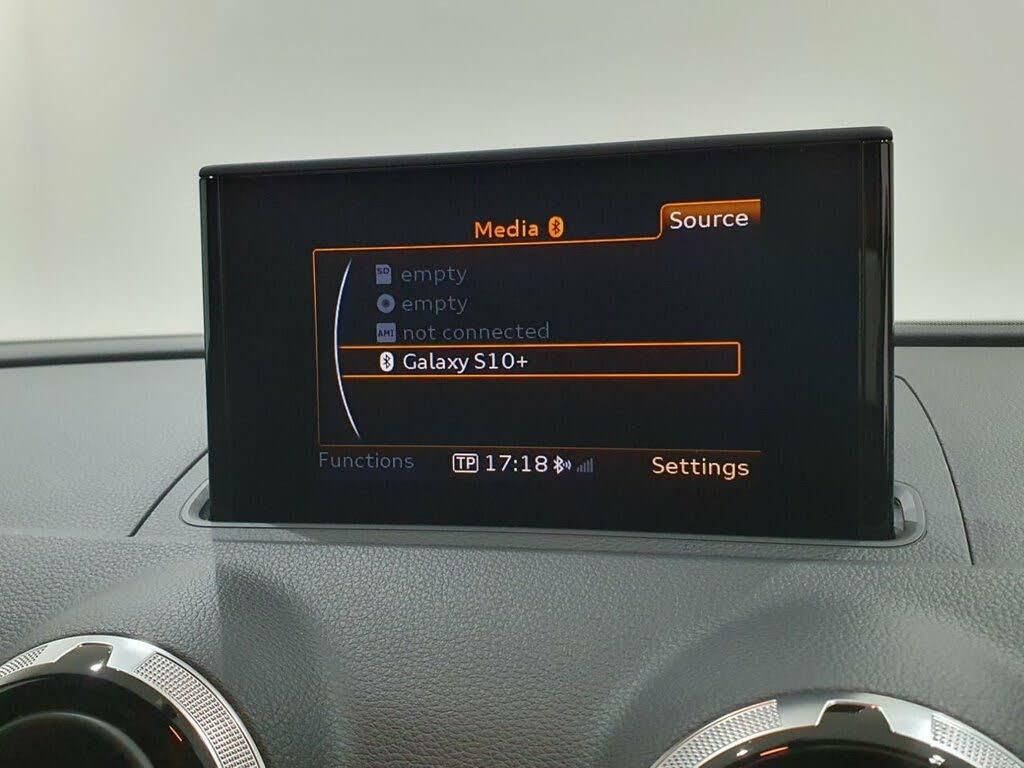 Media
Source
SD empty
empty
AMI not connected
Galaxy S10+
Functions
TP 17:18
Settings